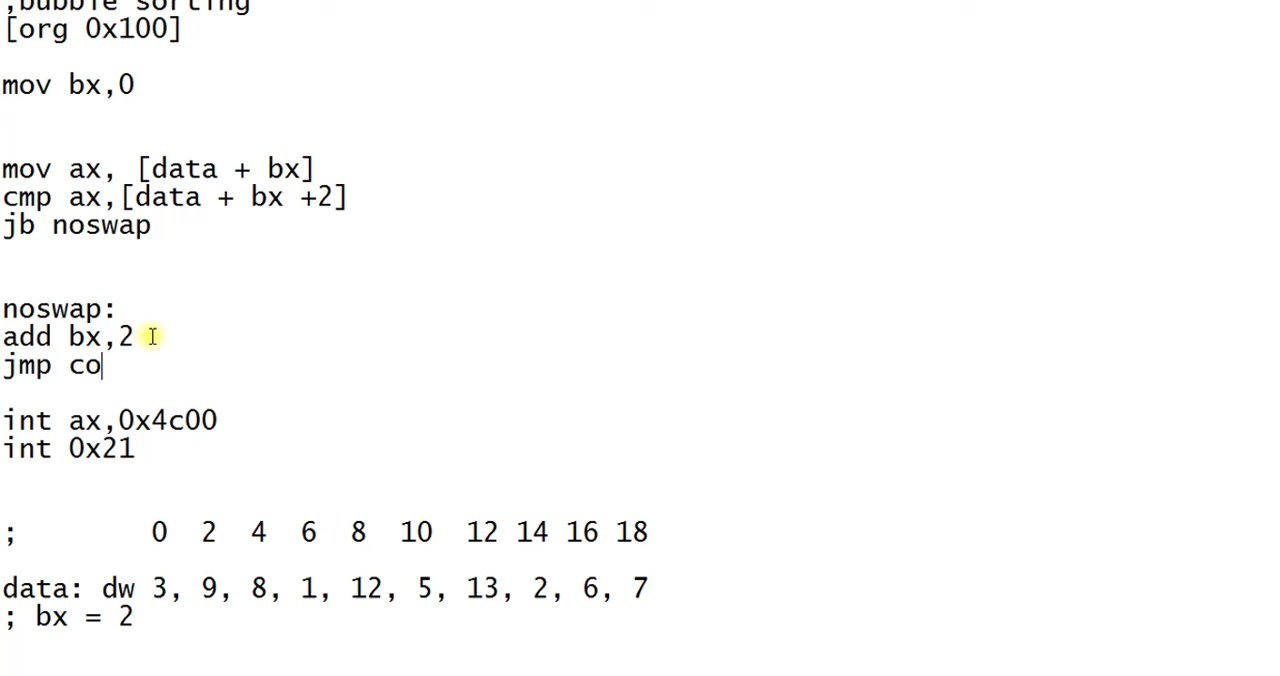 ;bubble sorting
[org 0x100]
mov bx,0
mov ax, [data + bx]
cmp ax,[data + bx +2]
jb noswap
noswap:
add bx,2
jmp co
int ax,0x4c00
int 0x21
; 0 2 4 6 8 10 12 14 16 18
data: dw 3, 9, 8, 1, 12, 5, 13, 2, 6, 7
; bx = 2